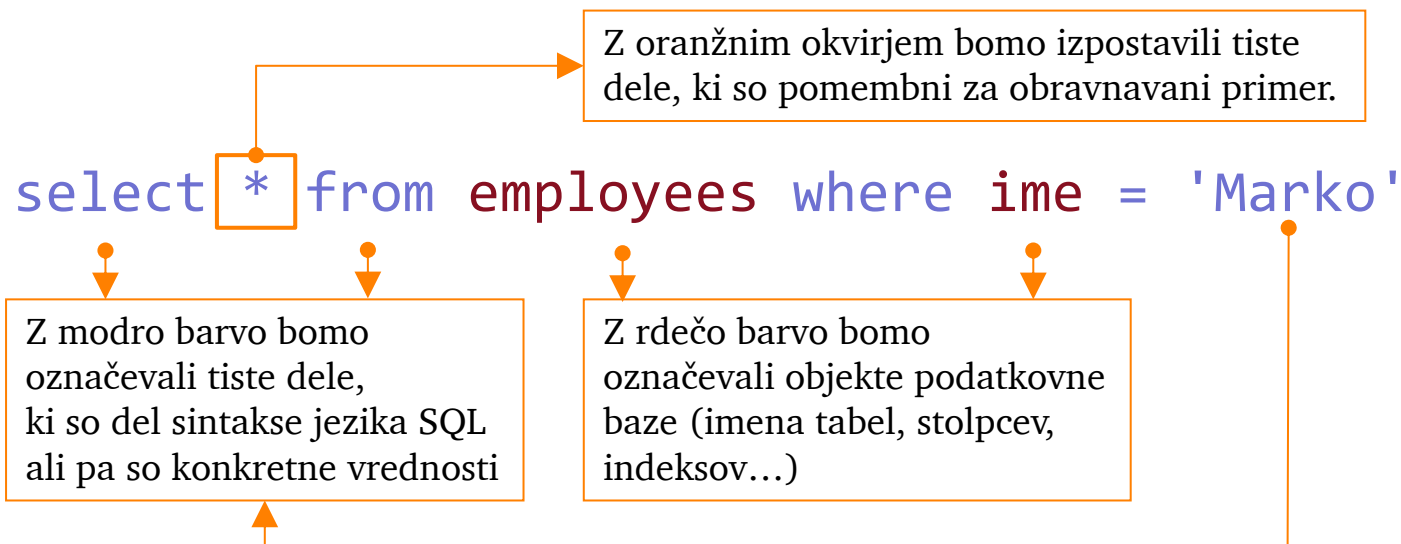 Z oranžnim okvirjem bomo izpostavili tiste
dele, ki so pomembni za obravnavani primer.
select * from employees where ime = 'Marko'
Z modro barvo bomo
označevali tiste dele,
ki so del sintakse jezika SQL
ali pa so konkretne vrednosti
Z rdečo barvo bomo
označevali objekte podatkovne
baze (imena tabel, stolpcev,
indeksov…)